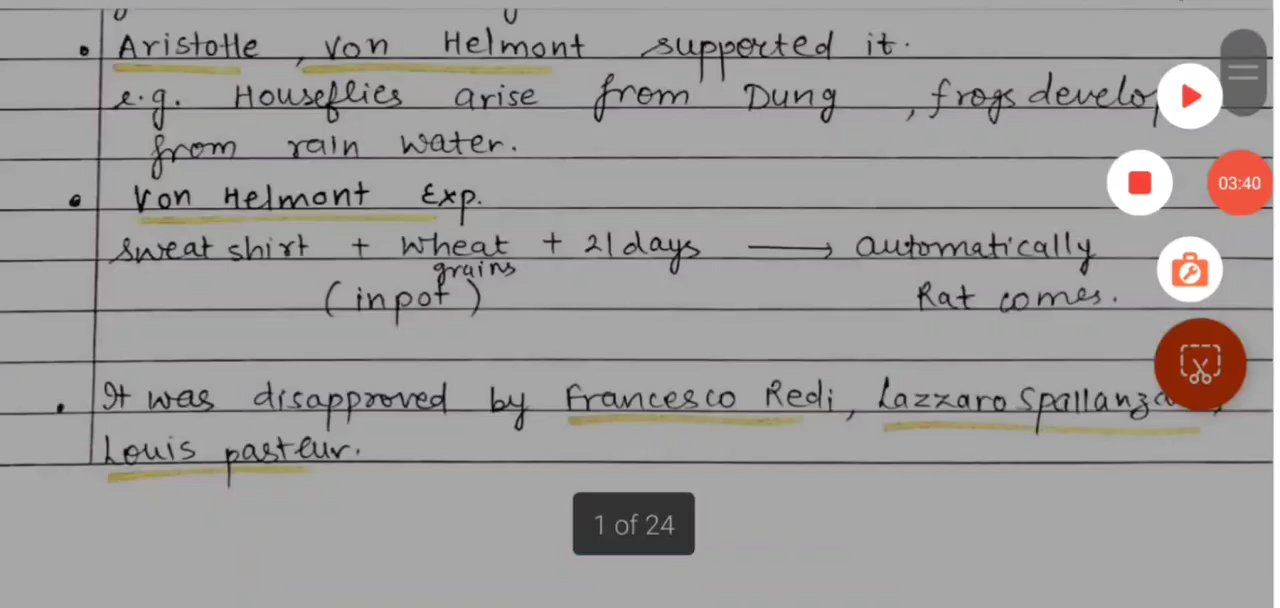 Aristotle, von Helmont supported it.
e.g. Houseflies arise from Dung, frogs develo
from rain water.
Von Helmont Exp.
sweat shirt + wheat + 21 days → automatically
grains
(in pot) Rat comes.
It was disapproved by Francesco Redi, Lazzaro Spallanza
Louis pasteur.
03:40
1 of 24